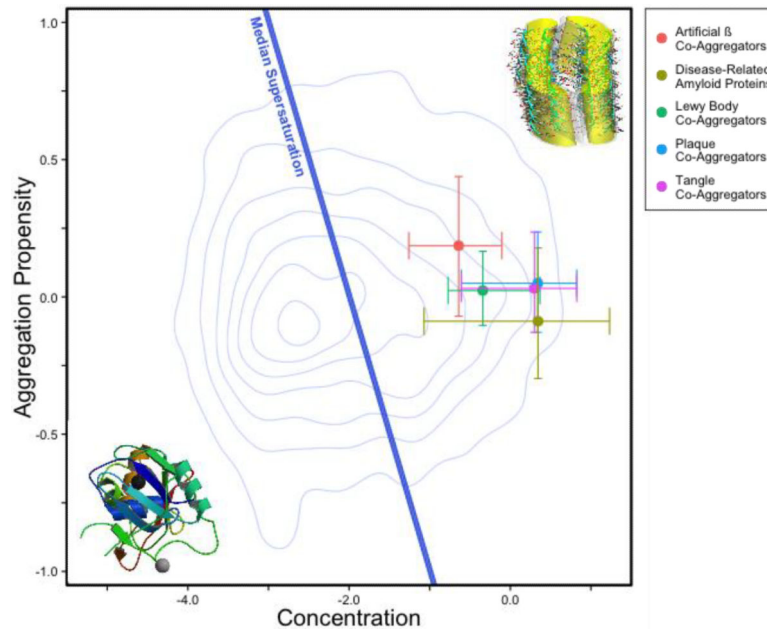 1.0
0.5
0.0
-0.5
-1.0
Aggregation Propensity
Median Supersaturation
-4.0 -2.0 0.0
Concentration
Artificial ß
Co-Aggregators
Disease-Related
Amyloid Proteins
Lewy Body
Co-Aggregators
Plaque
Co-Aggregators
Tangle
Co-Aggregators